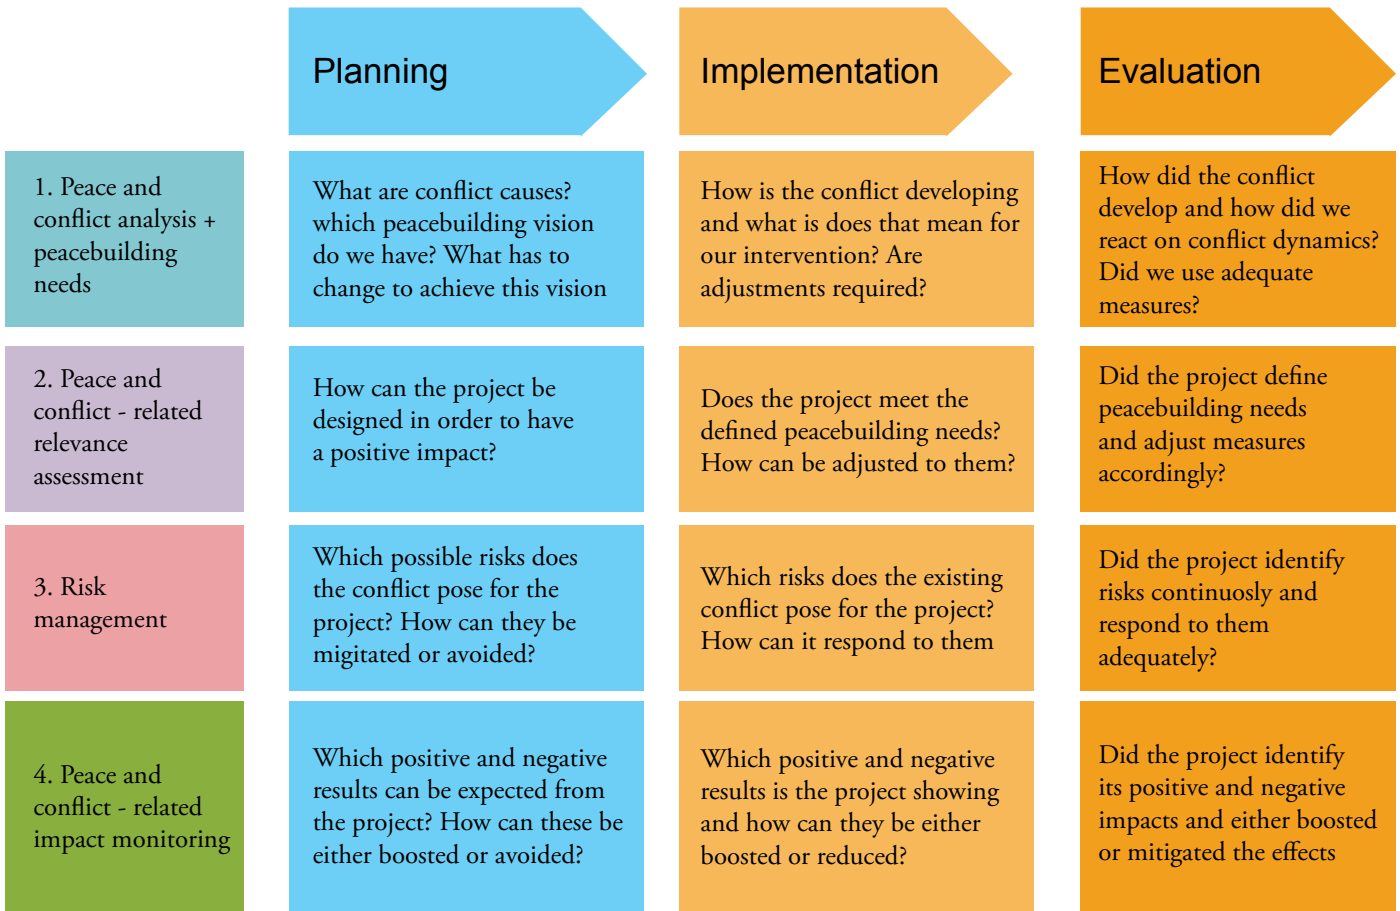 Planning
Implementation
Evaluation
1. Peace and
conflict analysis +
peacebuilding
needs
What are conflict causes?
which peacebuilding vision
do we have? What has to
change to achieve this vision
How is the conflict developing
and what is does that mean for
our intervention? Are
adjustments required?
How did the conflict
develop and how did we
react on conflict dynamics?
Did we use adequate
measures?
2. Peace and
conflict - related
relevance
assessment
How can the project be
designed in order to have
a positive impact?
Does the project meet the
defined peacebuilding needs?
How can be adjusted to them?
Did the project define
peacebuilding needs
and adjust measures
accordingly?
3. Risk
management
Which possible risks does
the conflict pose for the
project? How can they be
migitated or avoided?
Which risks does the existing
conflict pose for the project?
How can it respond to them
Did the project identify
risks continuosly and
respond to them
adequately?
4. Peace and
conflict - related
impact monitoring
Which positive and negative
results can be expected from
the project? How can these be
either boosted or avoided?
Which positive and negative
results is the project showing
and how can they be either
boosted or reduced?
Did the project identify
its positive and negative
impacts and either boosted
or mitigated the effects